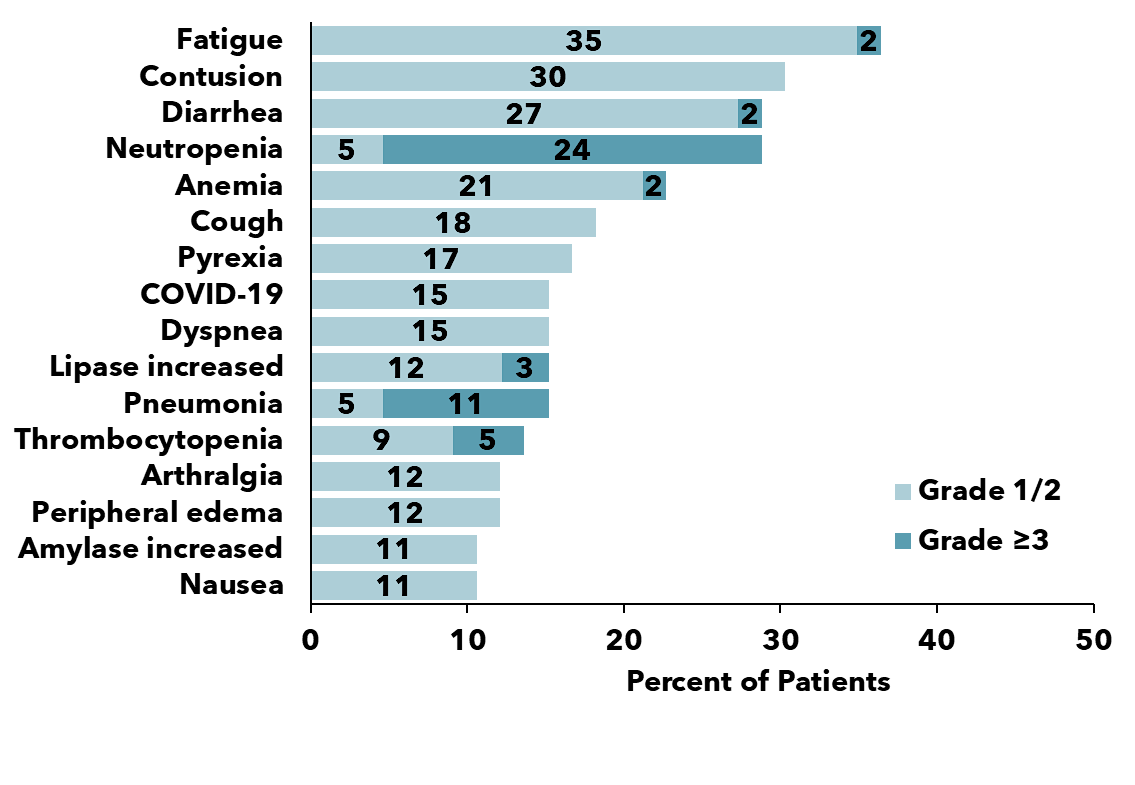 Fatigue 35 2
Contusion 30
Diarrhea 27 2
Neutropenia 5 24
Anemia 21 2
Cough 18
Pyrexia 17
COVID-19 15
Dyspnea 15
Lipase increased 12 3
Pneumonia 5 11
Thrombocytopenia 9 5
Arthralgia 12
Peripheral edema 12
Amylase increased 11
Nausea 11
Grade 1/2
Grade ≥3
0 10 20 30 40 50
Percent of Patients